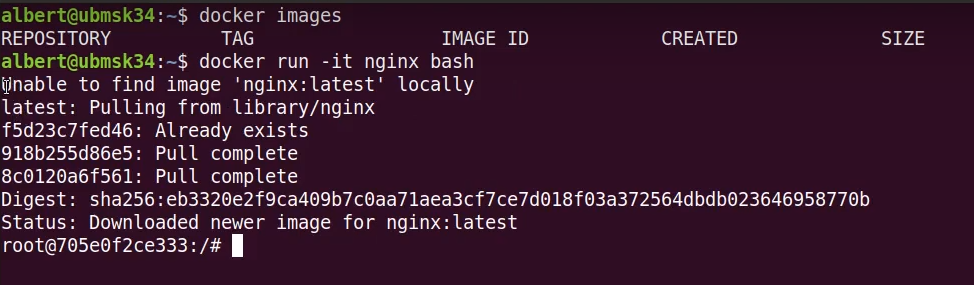 albert@ubmsk34:~$ docker images
REPOSITORY TAG IMAGE ID CREATED SIZE
albert@ubmsk34:~$ docker run -it nginx bash
Unable to find image 'nginx:latest' locally
latest: Pulling from library/nginx
f5d23c7fed46: Already exists
918b255d86e5: Pull complete
8c0120a6f561: Pull complete
Digest: sha256:eb3320e2f9ca409b7c0aa71aea3cf7ce7d018f03a372564dbdb023646958770b
Status: Downloaded newer image for nginx:latest
root@705e0f2ce333:/#